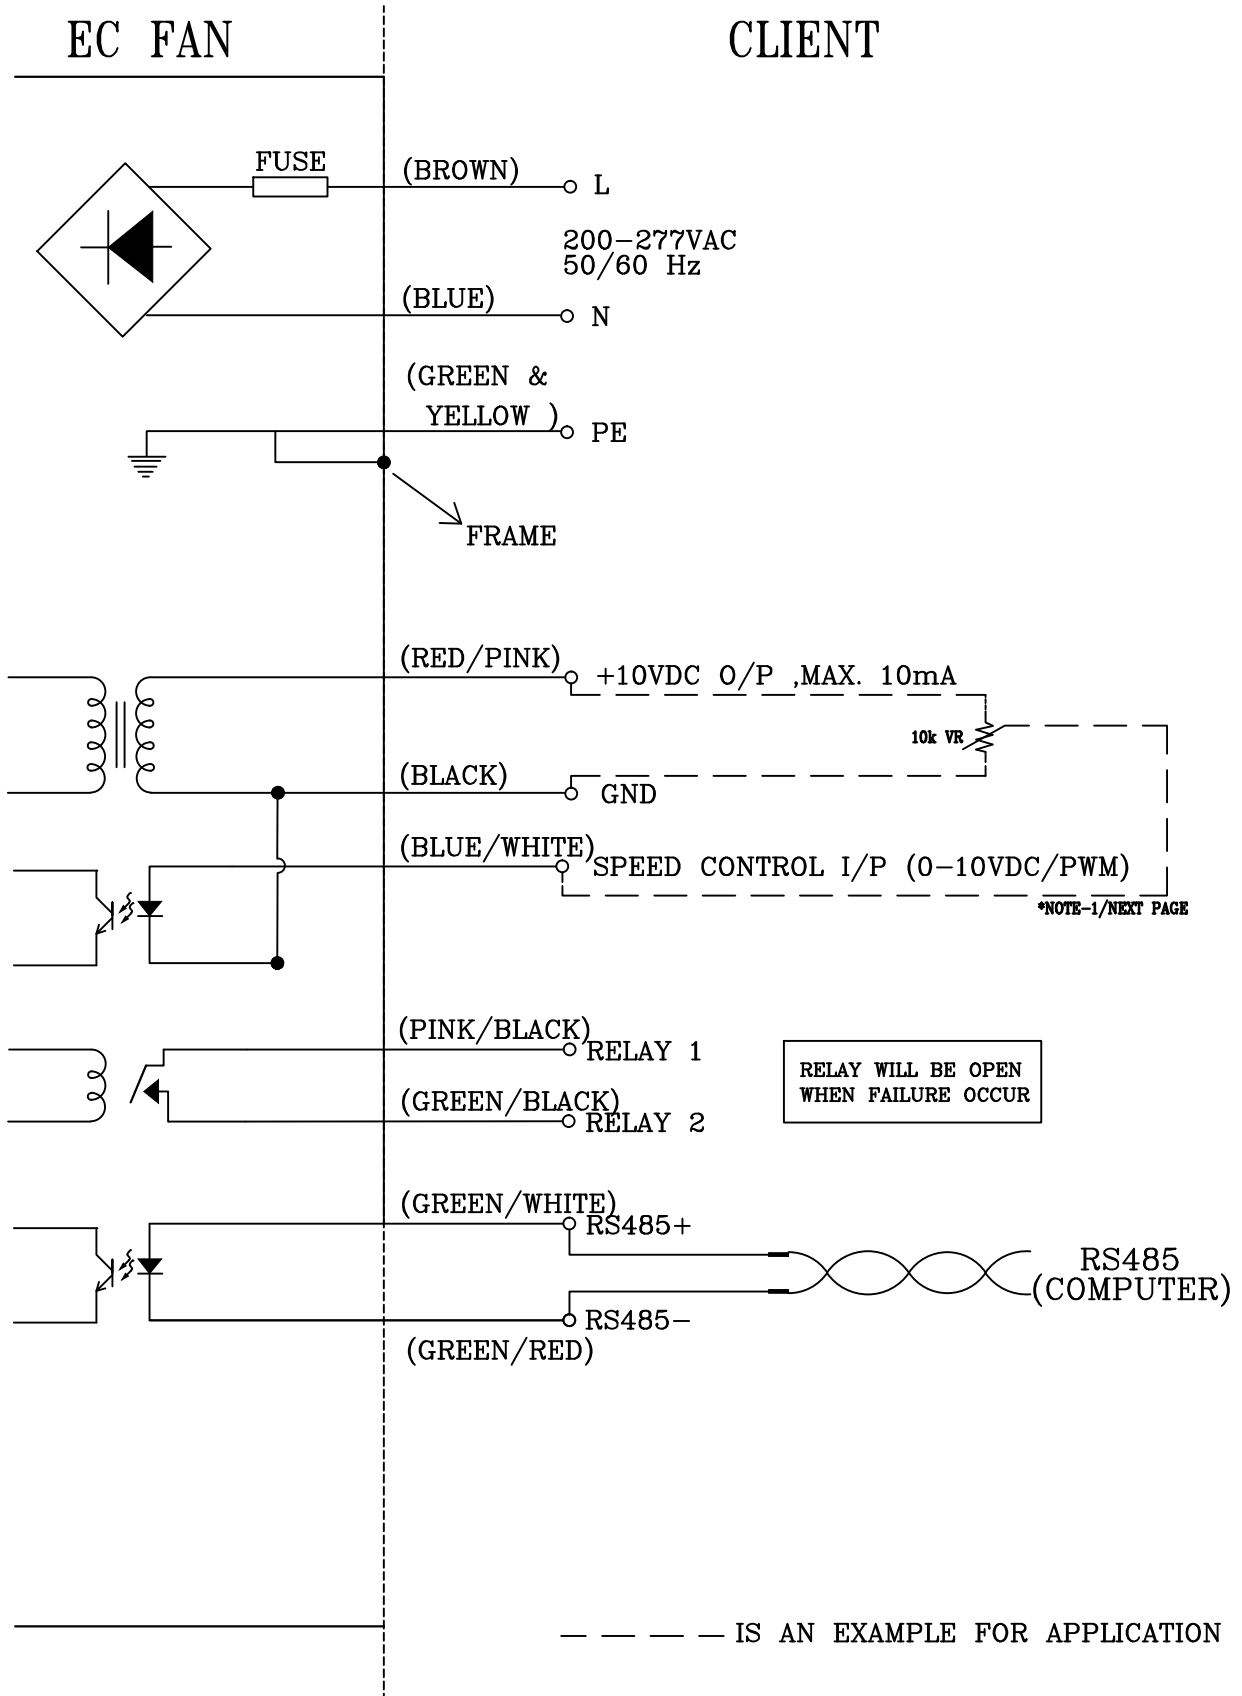 EC FAN
CLIENT
FUSE
(BROWN)
L
200-277VAC
50/60 Hz
(BLUE)
N
(GREEN &
YELLOW )
PE
FRAME
(RED/PINK)
+10VDC O/P ,MAX. 10mA
10k VR
(BLACK)
GND
(BLUE/WHITE)
SPEED CONTROL I/P (0-10VDC/PWM)
*NOTE-1/NEXT PAGE
(PINK/BLACK)
RELAY 1
RELAY WILL BE OPEN
WHEN FAILURE OCCUR
(GREEN/BLACK)
RELAY 2
(GREEN/WHITE)
RS485+
RS485
(COMPUTER)
RS485-
(GREEN/RED)
IS AN EXAMPLE FOR APPLICATION